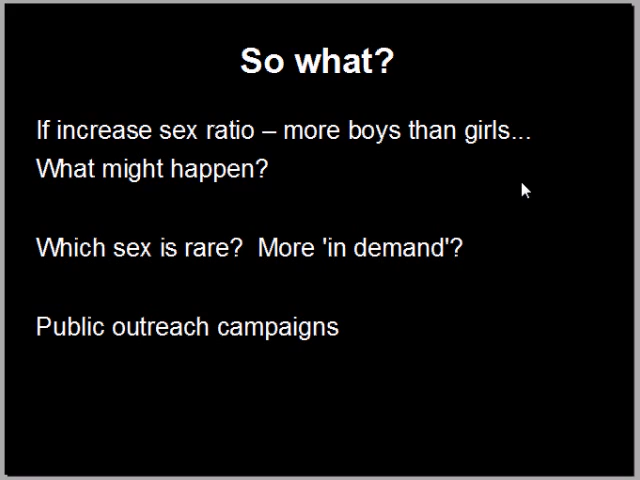 So what?
If increase sex ratio – more boys than girls...
What might happen?
Which sex is rare?  More 'in demand'?
Public outreach campaigns